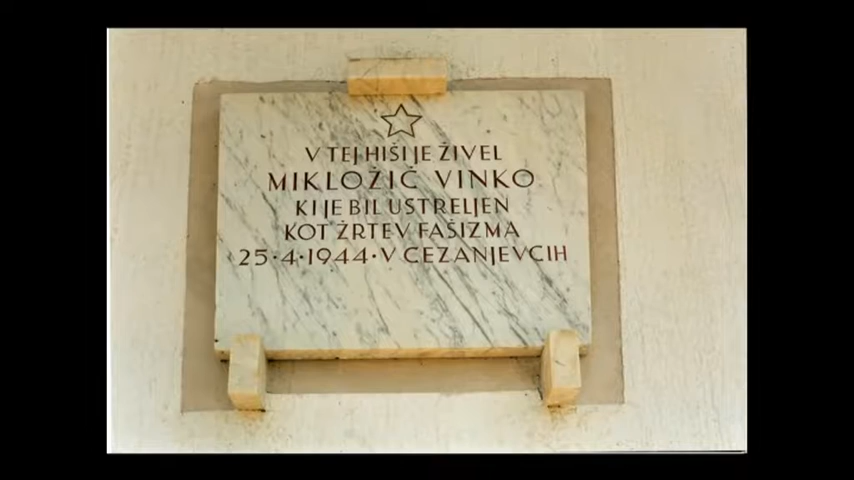 V TEJ HIŠI JE ŽIVEL
MIKLOŽIČ VINKO
KI JE BIL USTRELJEN
KOT ŽRTEV FAŠIZMA
25·4·1944·V CEZANJEVCIH